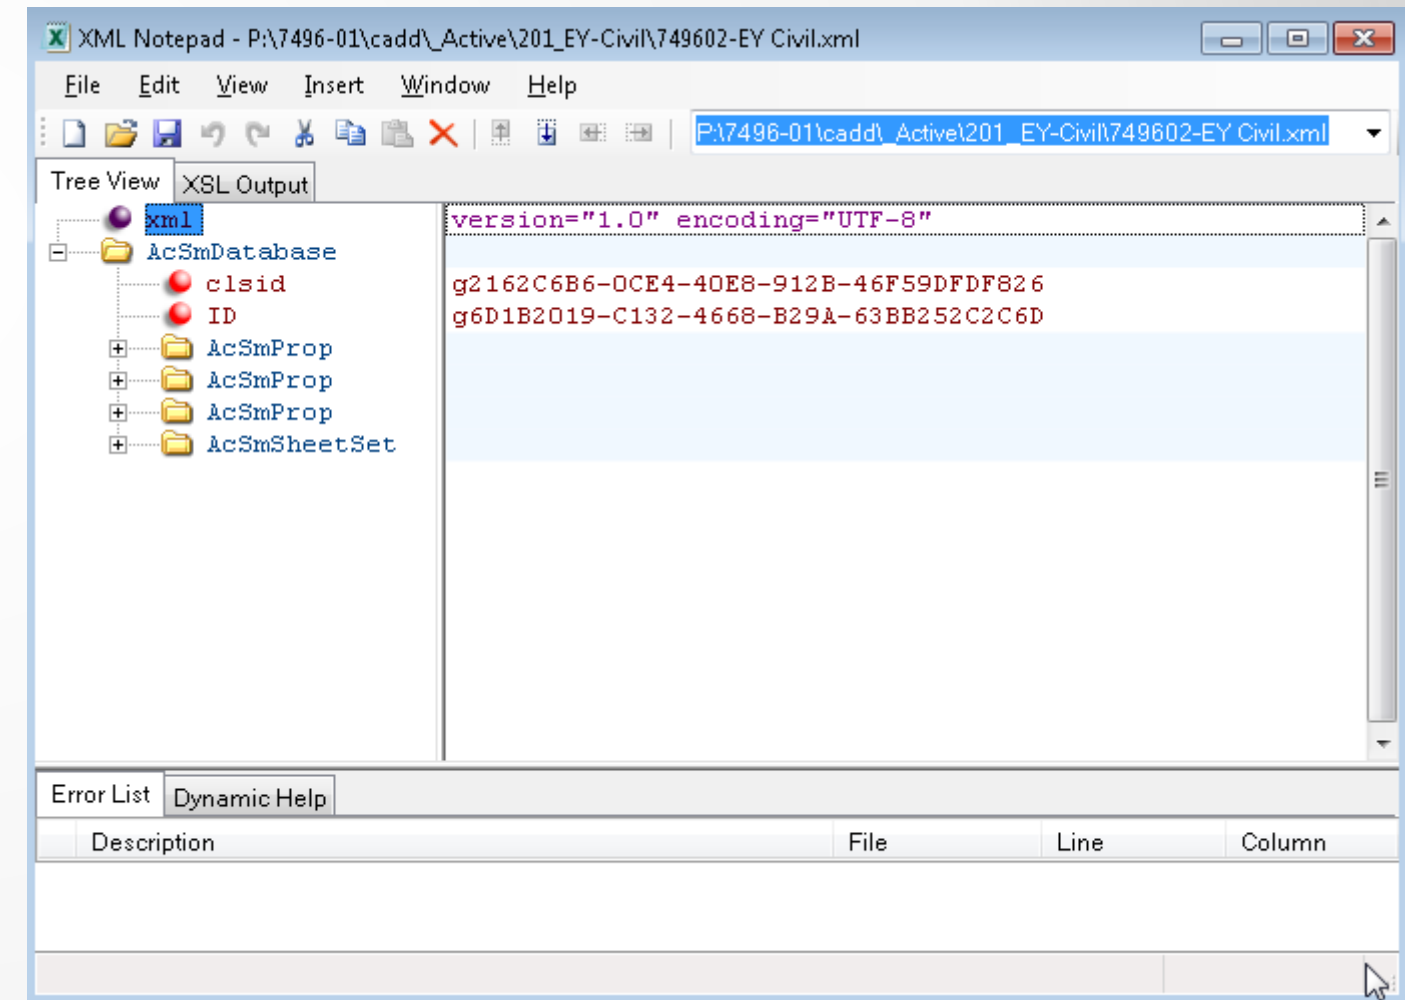 XML Notepad - P:\7496-01\cadd\_Active\201_EY-Civil\749602-EY Civil.xml
File Edit View Insert Window Help
P:\7496-01\cadd\_Active\201_EY-Civil\749602-EY Civil.xml
Tree View XSL Output
xml version="1.0" encoding="UTF-8"
AcSmDatabase
clsid g2162C6B6-0CE4-40E8-912B-46F59DFDF826
ID g6D1B2019-C132-4668-B29A-63BB252C2C6D
AcSmProp
AcSmProp
AcSmProp
AcSmSheetSet
Error List Dynamic Help
Description File Line Column